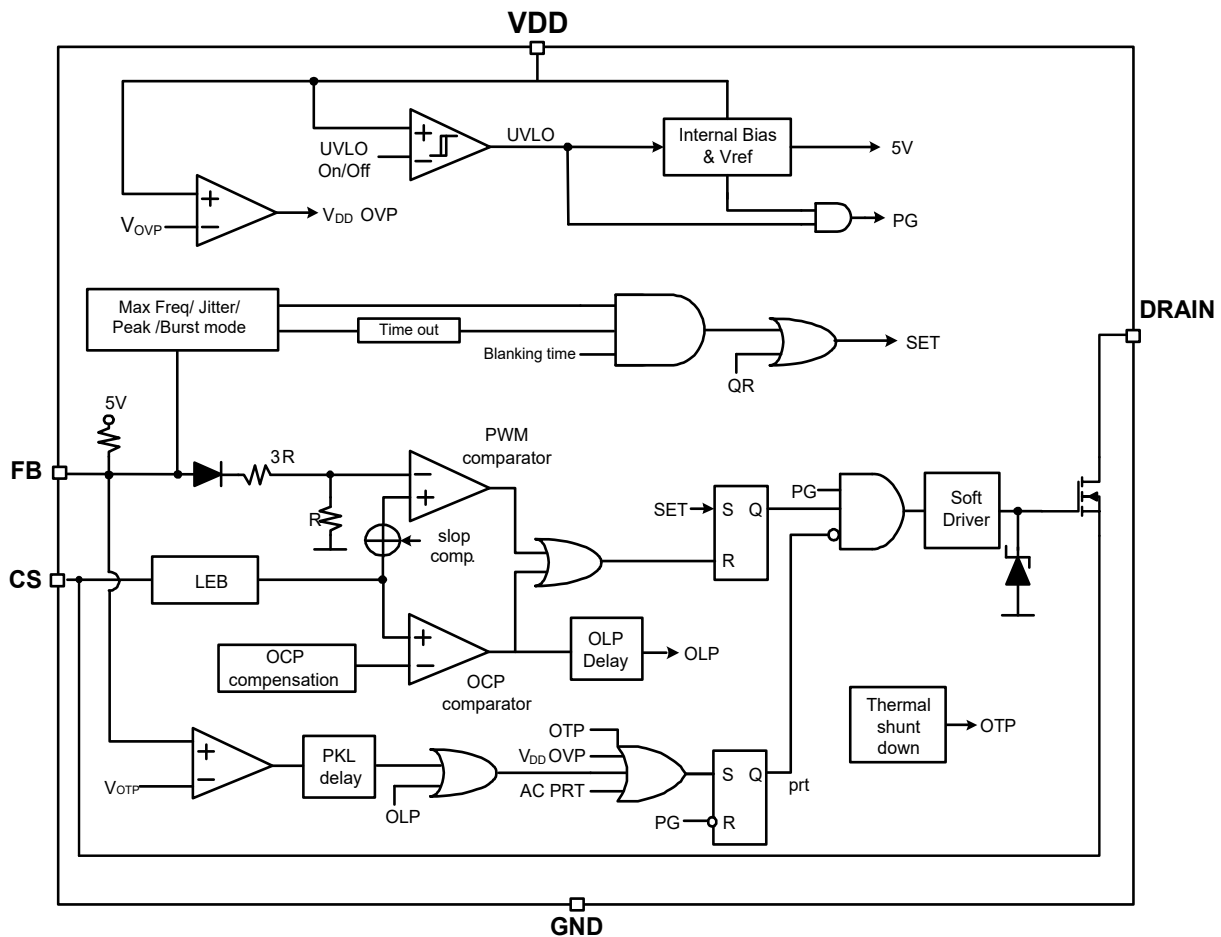 VDD
UVLO
On/Off
+
−
UVLO
Internal Bias
& Vref
5V
VOVP
+
−
VDD OVP
PG
Max Freq/ Jitter/
Peak /Burst mode
Time out
Blanking time
QR
SET
DRAIN
5V
FB
3R
R
−
+
PWM
comparator
slop
comp.
CS
LEB
OCP
compensation
+
−
OCP
comparator
OLP
Delay
OLP
SET
S
Q
R
PG
Soft
Driver
Thermal
shunt
down
OTP
VOTP
+
−
PKL
delay
OLP
OTP
VDD OVP
AC PRT
PG
S
Q
R
prt
GND